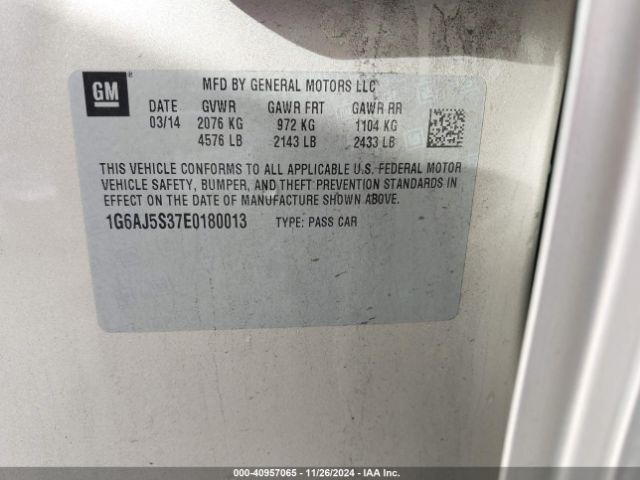 GM
MFD BY GENERAL MOTORS LLC
DATE GVWR GAWR FRT GAWR RR
03/14 2076 KG 972 KG 1104 KG
4576 LB 2143 LB 2433 LB
THIS VEHICLE CONFORMS TO ALL APPLICABLE U.S. FEDERAL MOTOR
VEHICLE SAFETY, BUMPER, AND THEFT PREVENTION STANDARDS IN
EFFECT ON THE DATE OF MANUFACTURE SHOWN ABOVE.
1G6AJ5S37E0180013 TYPE: PASS CAR
000-40957065 | 11/26/2024 | IAA Inc.